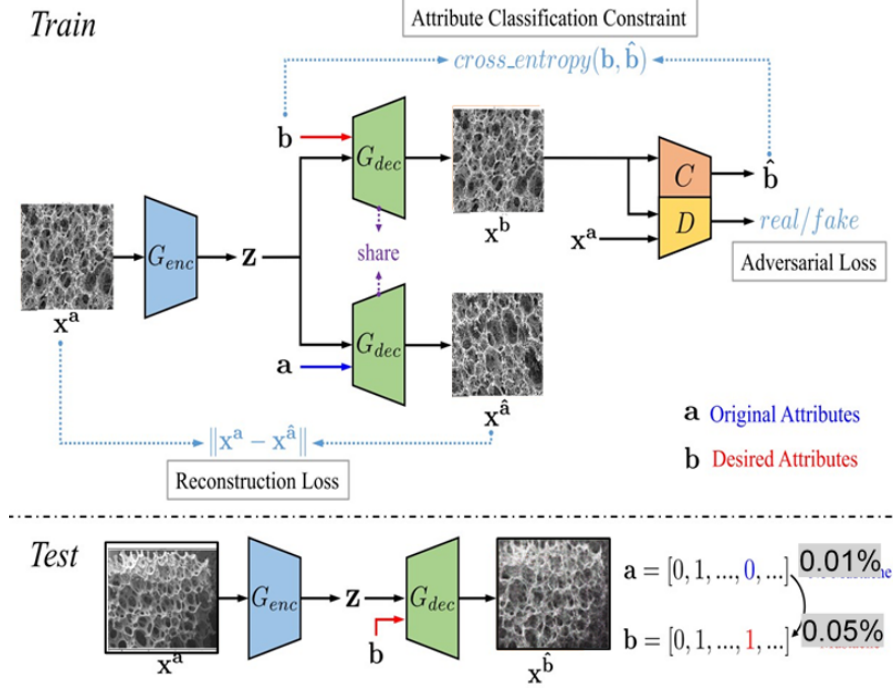 Train
Attribute Classification Constraint
cross_entropy(b, b̂)
b
G_dec
C
b̂
x^b
x^a
D
real/fake
Adversarial Loss
share
G_enc
z
x^a
a
G_dec
x^â
‖x^a − x^â‖
Reconstruction Loss
a Original Attributes
b Desired Attributes
Test
G_enc
z
G_dec
b
x^a
x^b̂
a = [0, 1, ..., 0, ...] 0.01%
b = [0, 1, ..., 1, ...] 0.05%